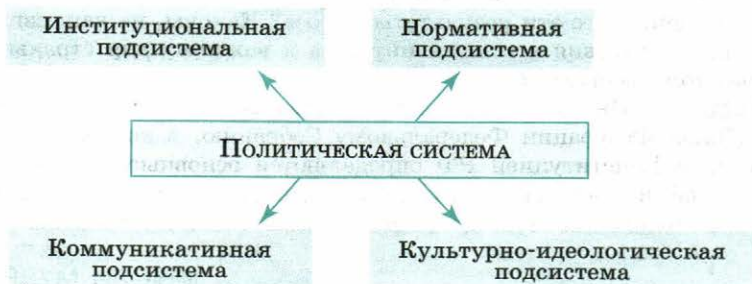 Институциональная
подсистема
Нормативная
подсистема
Политическая система
Коммуникативная
подсистема
Культурно-идеологическая
подсистема